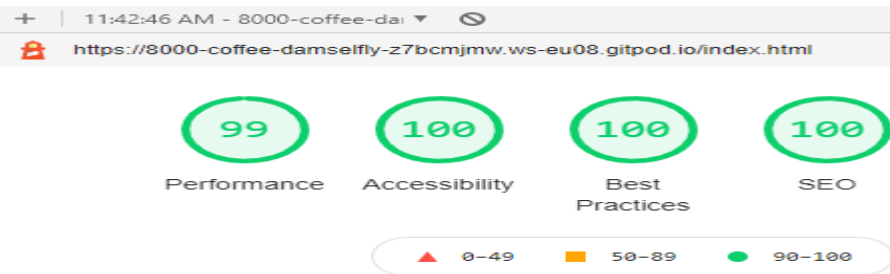 + 11:42:46 AM - 8000-coffee-da
https://8000-coffee-damselfly-z7bcmjmw.ws-eu08.gitpod.io/index.html
99 100 100 100
Performance Accessibility Best Practices SEO
0–49 50–89 90–100